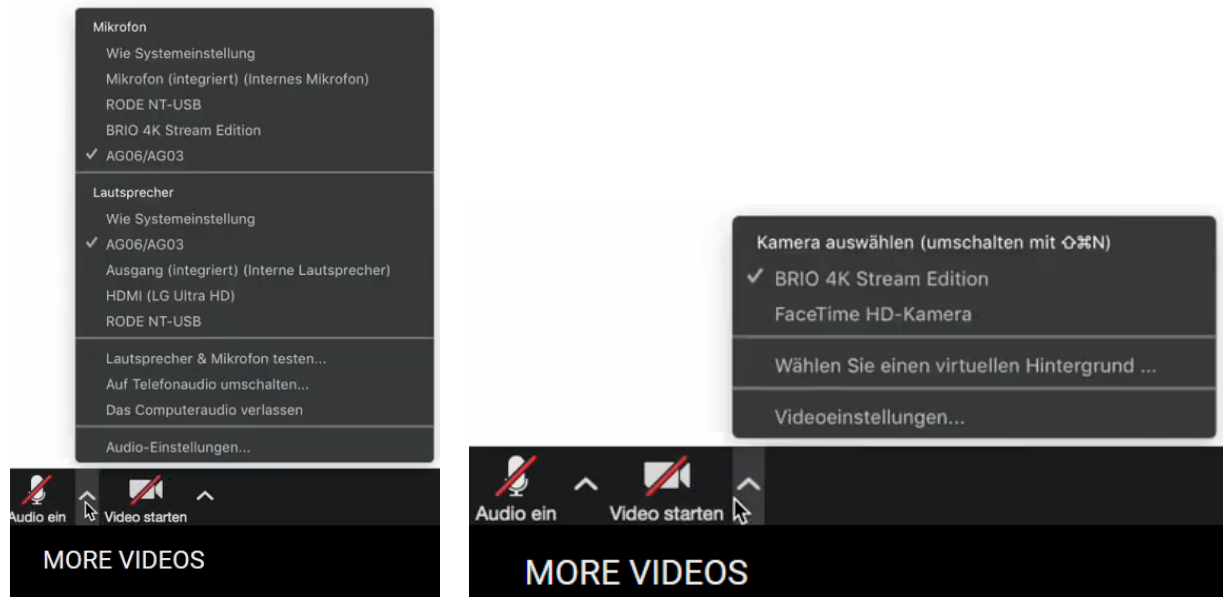 Mikrofon
Wie Systemeinstellung
Mikrofon (integriert) (Internes Mikrofon)
RODE NT-USB
BRIO 4K Stream Edition
✓ AG06/AG03
Lautsprecher
Wie Systemeinstellung
✓ AG06/AG03
Ausgang (integriert) (Interne Lautsprecher)
HDMI (LG Ultra HD)
RODE NT-USB
Lautsprecher & Mikrofon testen...
Auf Telefonaudio umschalten...
Das Computeraudio verlassen
Audio-Einstellungen...
Audio ein Video starten
MORE VIDEOS
Kamera auswählen (umschalten mit ⇧⌘N)
✓ BRIO 4K Stream Edition
FaceTime HD-Kamera
Wählen Sie einen virtuellen Hintergrund ...
Videoeinstellungen...
Audio ein Video starten
MORE VIDEOS